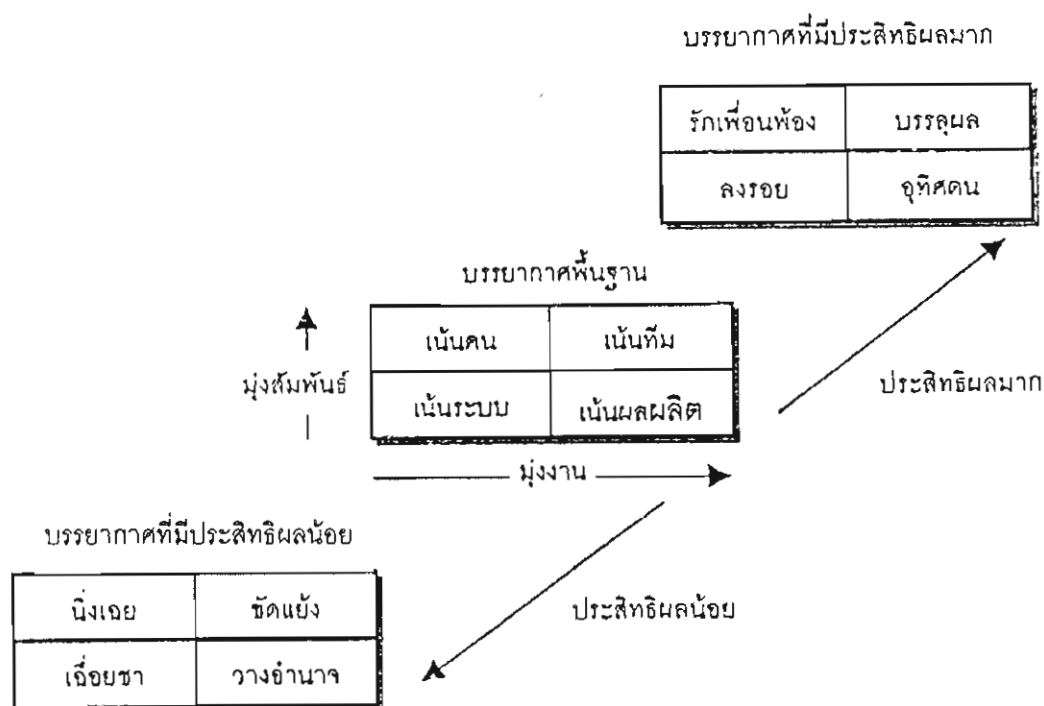 บรรยากาศที่มีประสิทธิผลมาก
รักเพื่อนพ้อง บรรลุผล
ลงรอย อุทิศตน
บรรยากาศพื้นฐาน
เน้นคน เน้นทีม
มุ่งสัมพันธ์
ประสิทธิผลมาก
เน้นระบบ เน้นผลผลิต
มุ่งงาน
บรรยากาศที่มีประสิทธิผลน้อย
นิ่งเฉย ขัดแย้ง
ประสิทธิผลน้อย
เฉื่อยชา วางอำนาจ